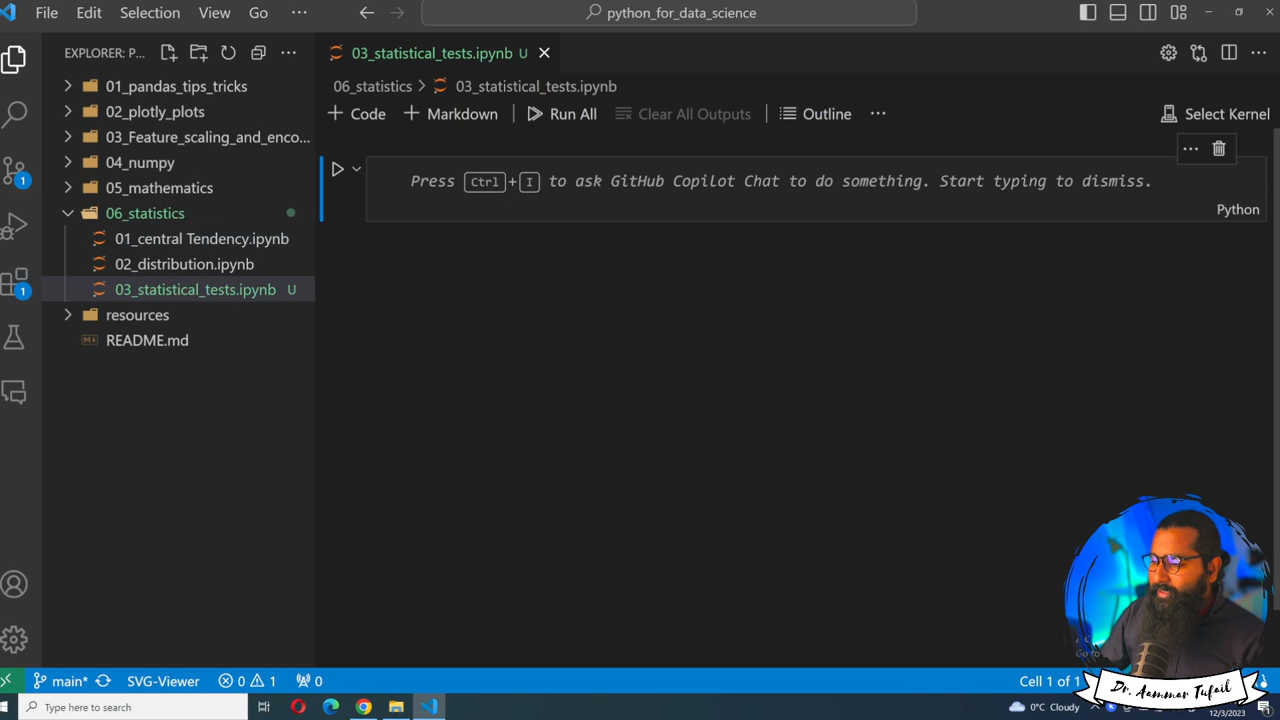 File Edit Selection View Go ···
python_for_data_science
EXPLORER: P... ···
03_statistical_tests.ipynb U
01_pandas_tips_tricks
02_plotly_plots
03_Feature_scaling_and_enco...
04_numpy
05_mathematics
06_statistics
01_central Tendency.ipynb
02_distribution.ipynb
03_statistical_tests.ipynb U
resources
README.md
06_statistics > 03_statistical_tests.ipynb
+ Code + Markdown Run All Clear All Outputs Outline ··· Select Kernel
Press Ctrl+I to ask GitHub Copilot Chat to do something. Start typing to dismiss.
Python
1
1
main* SVG-Viewer 0 1 0 Cell 1 of 1
Type here to search
0°C Cloudy
12/3/2023
Dr. Aammar Tufail